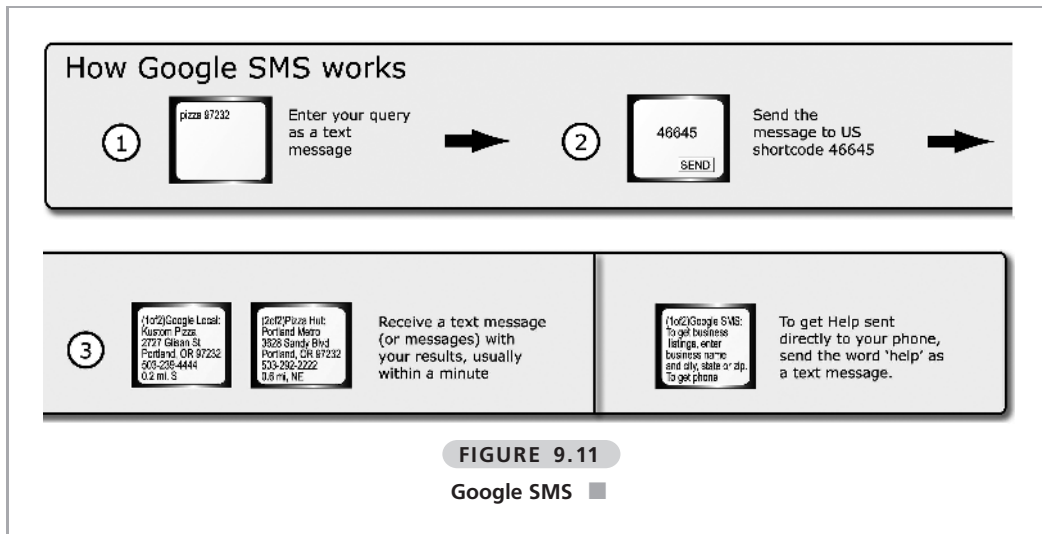 How Google SMS works
1
pizza 97232
Enter your query
as a text
message
2
46645
SEND
Send the
message to US
shortcode 46645
3
(1of2)Google Local:
Kustom Pizza
2727 Glisan St
Portland, OR 97232
503-239-4444
0.2 mi, S
(2of2)Pizza Hut:
Portland Metro
3628 Sandy Blvd
Portland, OR 97232
503-292-2222
0.6 mi, NE
Receive a text message
(or messages) with
your results, usually
within a minute
(1of2)Google SMS:
To get business
listings, enter
business name
and city, state or zip.
To get phone
To get Help sent
directly to your phone,
send the word 'help' as
a text message.
FIGURE 9.11
Google SMS